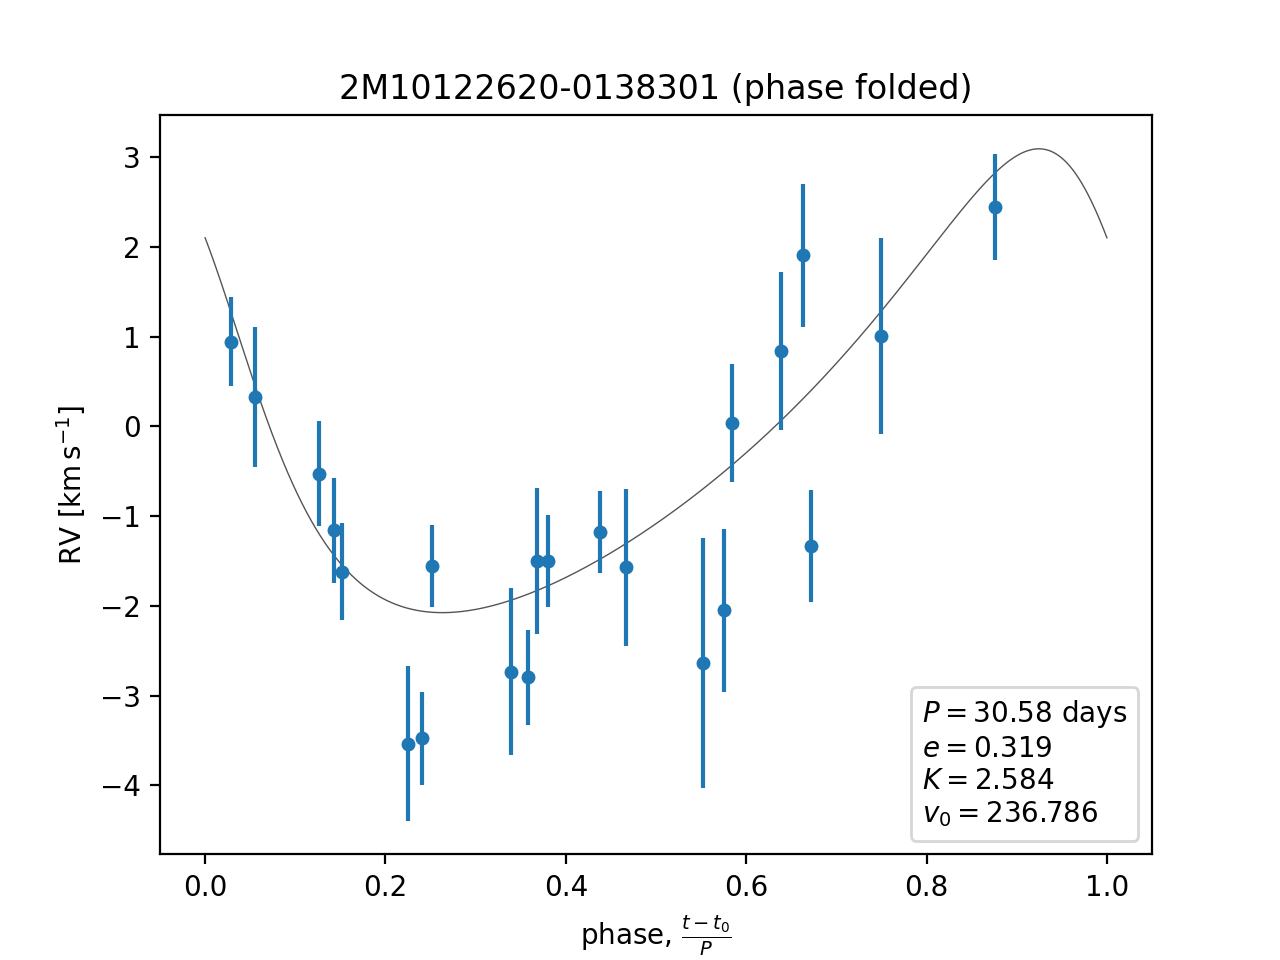 2M10122620-0138301 (phase folded)
RV [km s⁻¹]
3
2
1
0
−1
−2
−3
−4
P = 30.58 days
e = 0.319
K = 2.584
v₀ = 236.786
0.0 0.2 0.4 0.6 0.8 1.0
phase, (t − t₀)/P